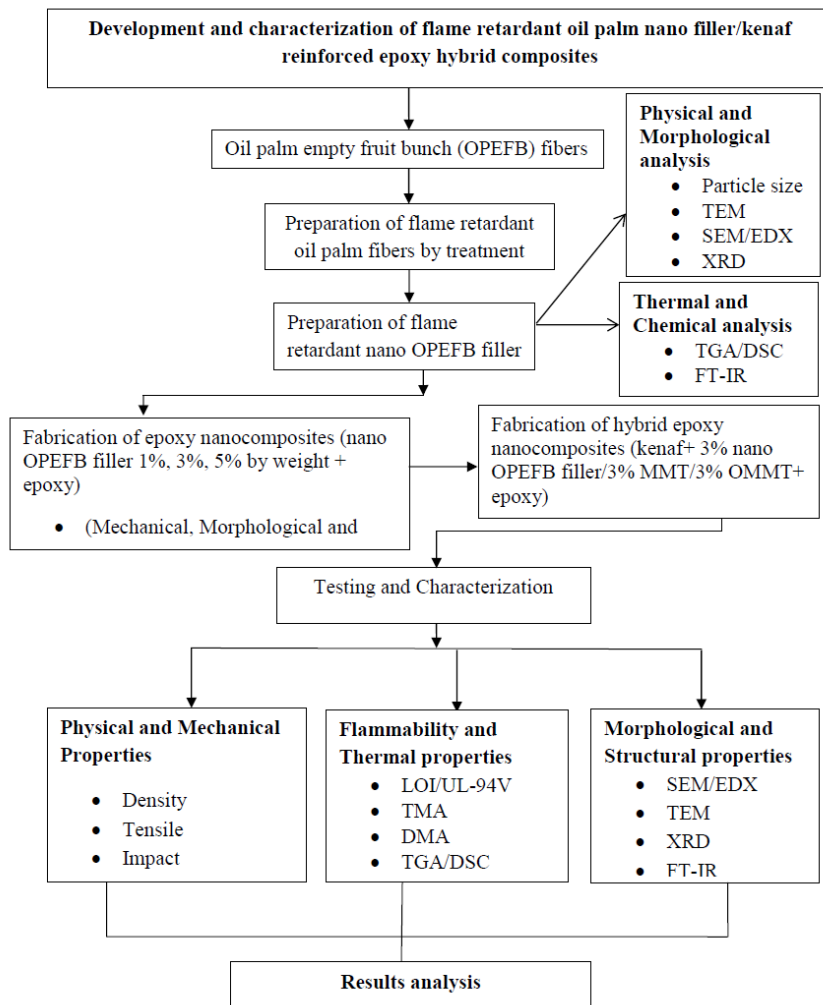 Development and characterization of flame retardant oil palm nano filler/kenaf
reinforced epoxy hybrid composites
Oil palm empty fruit bunch (OPEFB) fibers
Physical and
Morphological
analysis
• Particle size
• TEM
• SEM/EDX
• XRD
Preparation of flame retardant
oil palm fibers by treatment
Preparation of flame
retardant nano OPEFB filler
Thermal and
Chemical analysis
• TGA/DSC
• FT-IR
Fabrication of epoxy nanocomposites (nano
OPEFB filler 1%, 3%, 5% by weight +
epoxy)
• (Mechanical, Morphological and
Fabrication of hybrid epoxy
nanocomposites (kenaf+ 3% nano
OPEFB filler/3% MMT/3% OMMT+
epoxy)
Testing and Characterization
Physical and Mechanical
Properties
• Density
• Tensile
• Impact
Flammability and
Thermal properties
• LOI/UL-94V
• TMA
• DMA
• TGA/DSC
Morphological and
Structural properties
• SEM/EDX
• TEM
• XRD
• FT-IR
Results analysis